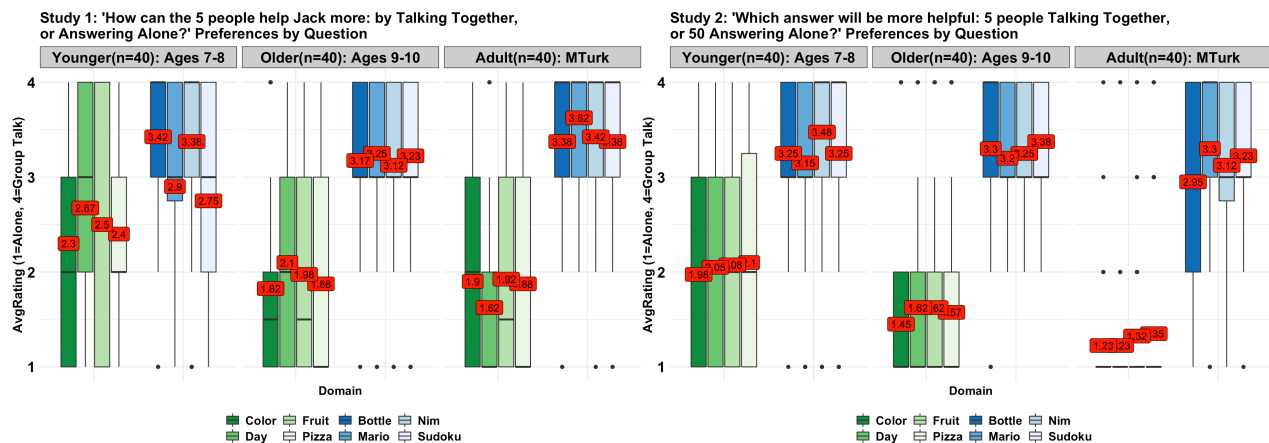 Study 1: 'How can the 5 people help Jack more: by Talking Together,
or Answering Alone?' Preferences by Question
Younger(n=40): Ages 7-8
Older(n=40): Ages 9-10
Adult(n=40): MTurk
AvgRating (1=Alone, 4=Group Talk)
4
3
2
1
2.3
2.67
2.5
2.4
3.42
2.9
3.38
2.75
1.82
2.1
1.98
1.88
3.17
3.25
3.12
3.23
1.9
1.62
1.92
1.88
3.38
3.62
3.42
3.38
Domain
Color Fruit Bottle Nim
Day Pizza Mario Sudoku
Study 2: 'Which answer will be more helpful: 5 people Talking Together,
or 50 Answering Alone?' Preferences by Question
Younger(n=40): Ages 7-8
Older(n=40): Ages 9-10
Adult(n=40): MTurk
AvgRating (1=Alone, 4=Group Talk)
4
3
2
1
1.98
3.25
3.15
3.48
3.25
1.45
1.62
3.3
3.2
3.25
3.38
1.23
1.32
2.95
3.3
3.12
3.23
Domain
Color Fruit Bottle Nim
Day Pizza Mario Sudoku